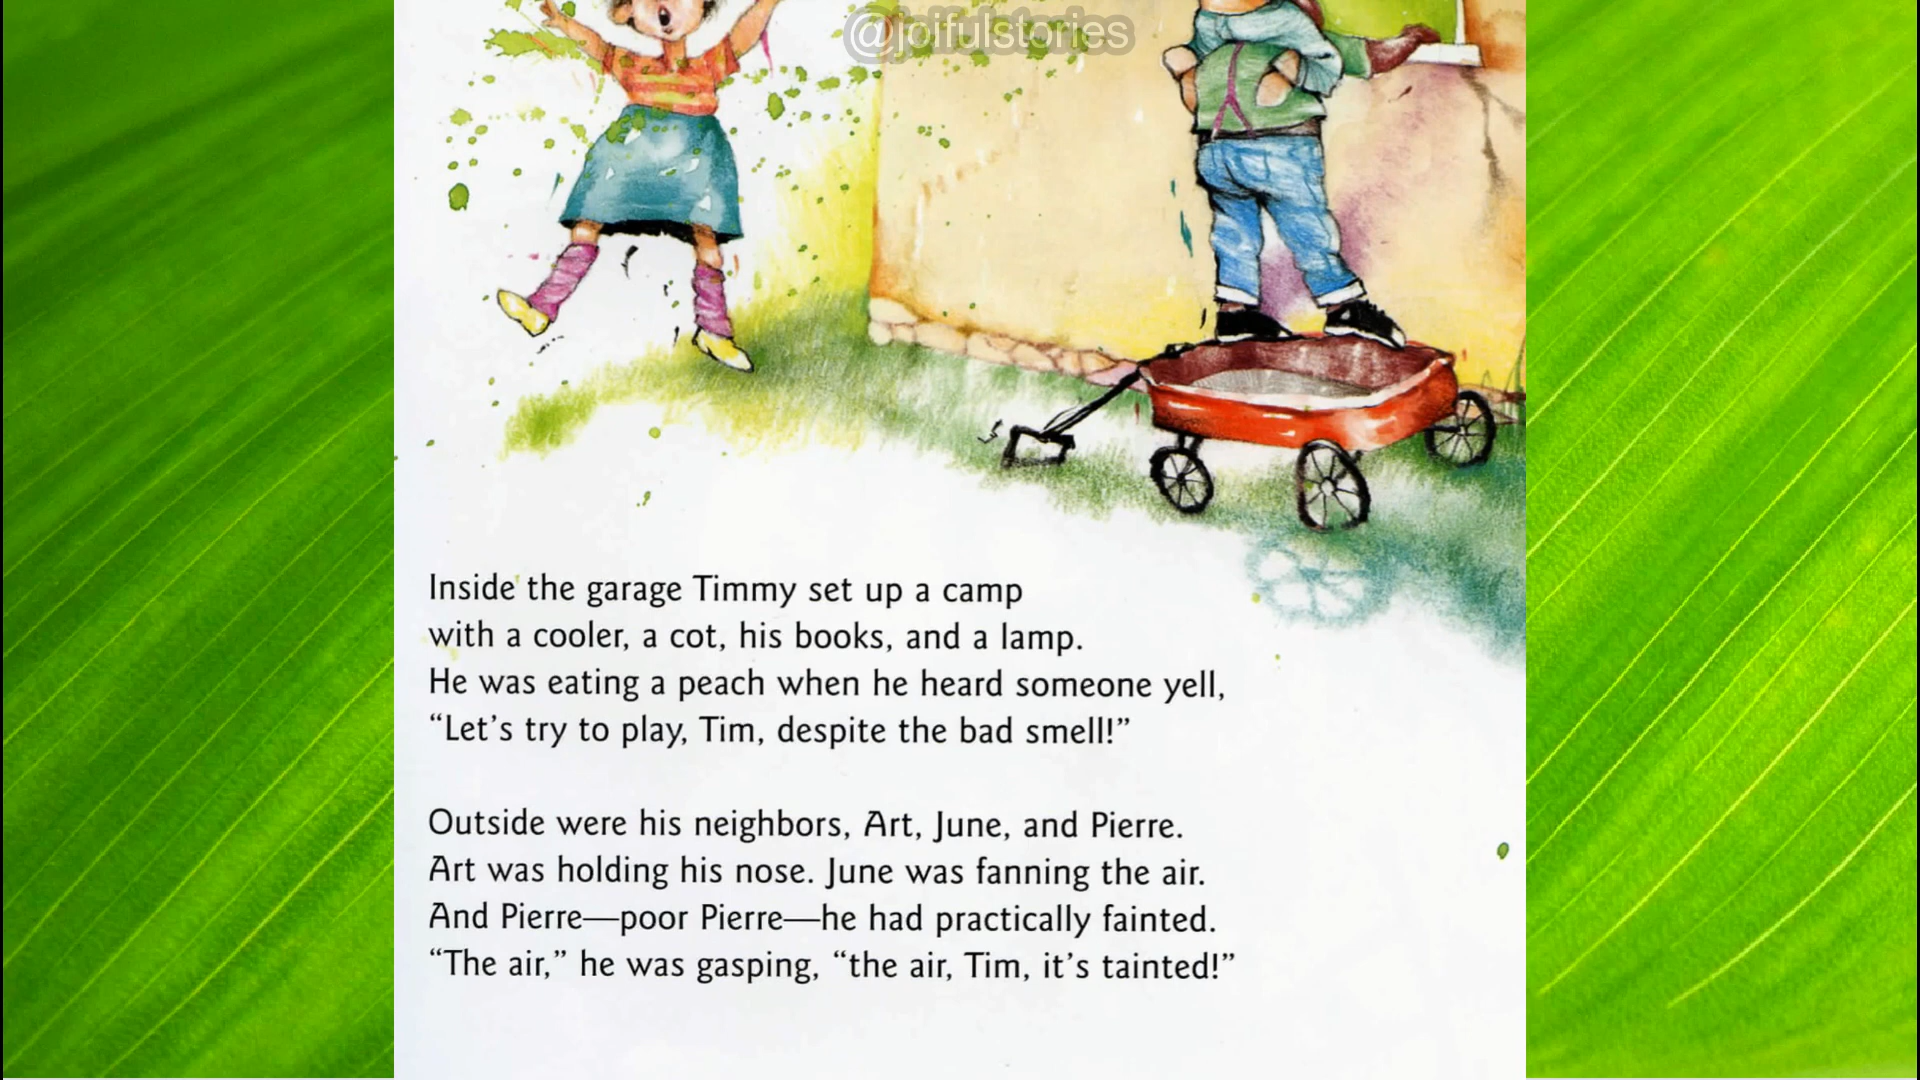 @joifulstories
Inside the garage Timmy set up a camp
with a cooler, a cot, his books, and a lamp.
He was eating a peach when he heard someone yell,
“Let’s try to play, Tim, despite the bad smell!”
Outside were his neighbors, Art, June, and Pierre.
Art was holding his nose. June was fanning the air.
And Pierre—poor Pierre—he had practically fainted.
“The air,” he was gasping, “the air, Tim, it’s tainted!”